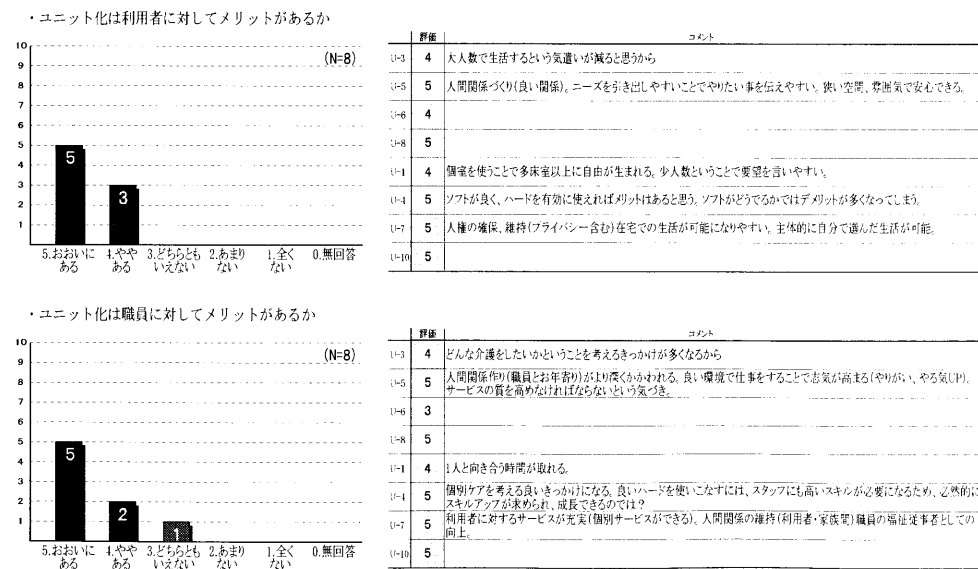 ・ユニット化は利用者に対してメリットがあるか
10
9
8
7
6
5
4
3
2
1
(N=8)
5
3
5.おおいにある
4.ややある
3.どちらともいえない
2.あまりない
1.全くない
0.無回答
評価 コメント
U-3 4 大人数で生活するという気遣いが減ると思うから
U-5 5 人間関係づくり(良い関係)。ニーズを引き出しやすいことでやりたい事を伝えやすい。狭い空間、雰囲気で安心できる。
U-6 4
U-8 5
U-1 4 個室を使うことで多床室以上に自由が生まれる。少人数ということで要望を言いやすい。
U-4 5 ソフトが良く、ハードを有効に使えればメリットはあると思う。ソフトがどうでるかではデメリットが多くなってしまう。
U-7 5 人権の確保、維持(プライバシー含む)在宅での生活が可能になりやすい。主体的に自分で選んだ生活が可能。
U-10 5
・ユニット化は職員に対してメリットがあるか
10
9
8
7
6
5
4
3
2
1
(N=8)
5
2
1
5.おおいにある
4.ややある
3.どちらともいえない
2.あまりない
1.全くない
0.無回答
評価 コメント
U-3 4 どんな介護をしたいかということを考えるきっかけが多くなるから
U-5 5 人間関係作り(職員とお年寄り)がより深くかかわれる。良い環境で仕事をすることで志気が高まる(やりがい、やる気UP)。
サービスの質を高めなければならないという気づき。
U-6 3
U-8 5
U-1 4 1人と向き合う時間が取れる。
U-4 5 個別ケアを考える良いきっかけになる。良いハードを使いこなすには、スタッフにも高いスキルが必要になるため、必然的に
スキルアップが求められ、成長できるのでは?
U-7 5 利用者に対するサービスが充実(個別サービスができる)。人間関係の維持(利用者・家族間)職員の福祉従事者としての
向上。
U-10 5